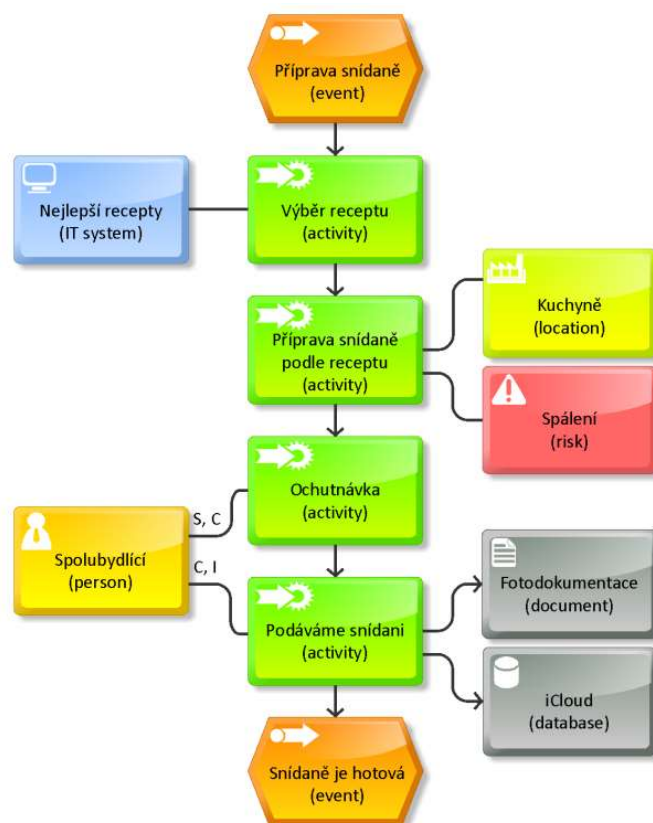 Příprava snídaně
(event)
Nejlepší recepty
(IT system)
Výběr receptu
(activity)
Příprava snídaně
podle receptu
(activity)
Kuchyně
(location)
Spálení
(risk)
Ochutnávka
(activity)
S, C
Spolubydlící
(person)
C, I
Podáváme snídani
(activity)
Fotodokumentace
(document)
iCloud
(database)
Snídaně je hotová
(event)